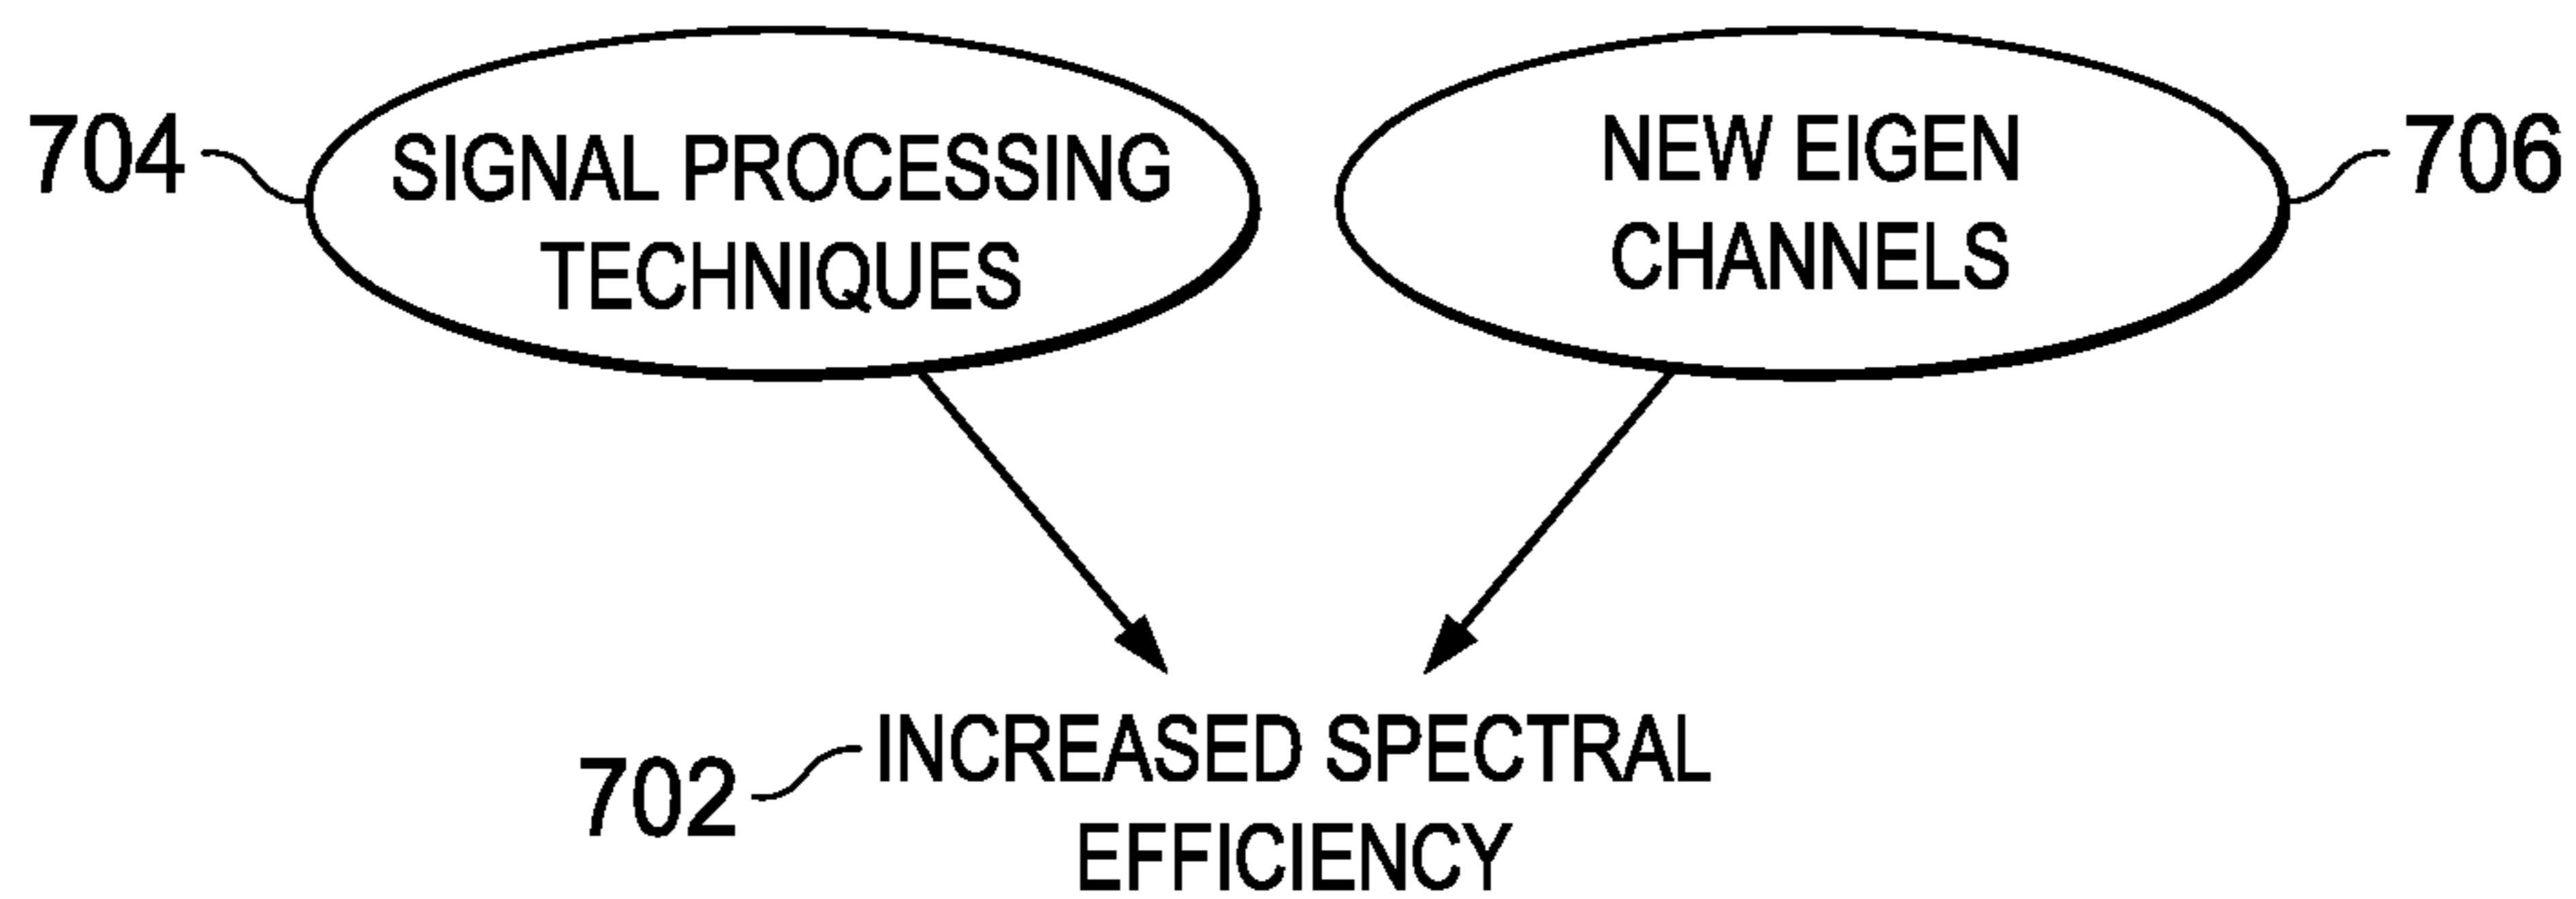 704
SIGNAL PROCESSING
TECHNIQUES
NEW EIGEN
CHANNELS
706
702
INCREASED SPECTRAL
EFFICIENCY